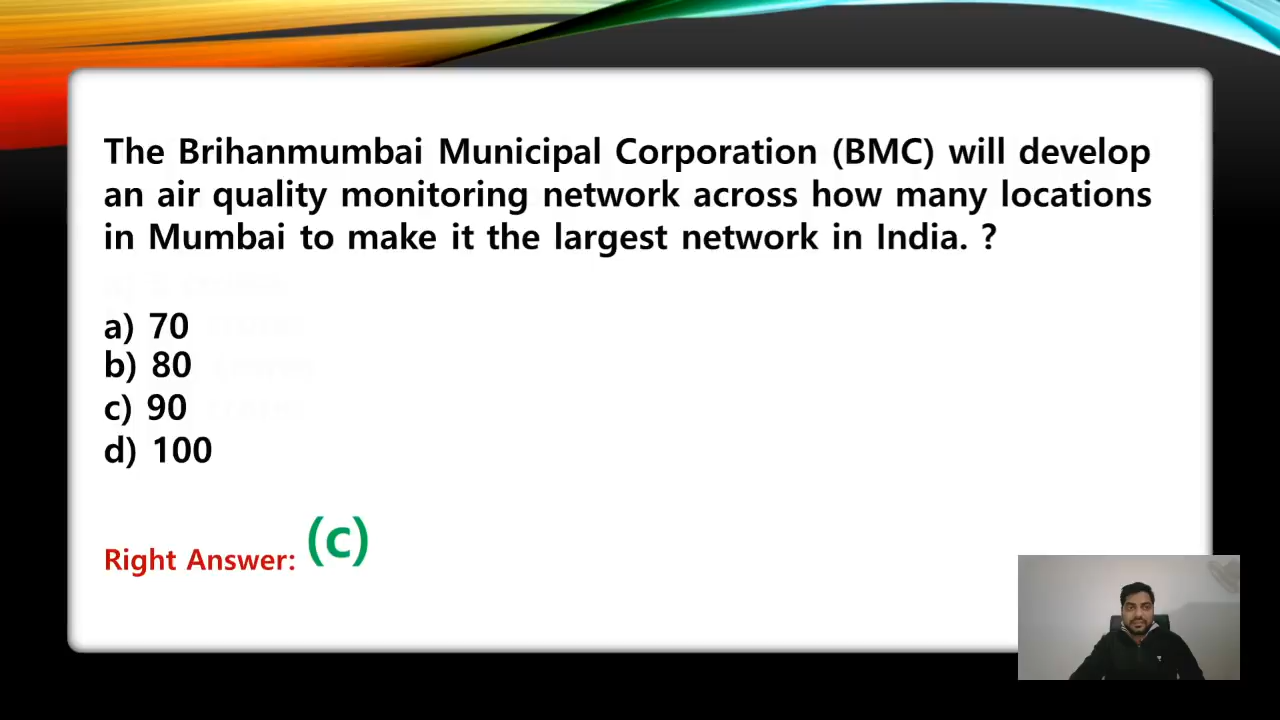 The Brihanmumbai Municipal Corporation (BMC) will develop
an air quality monitoring network across how many locations
in Mumbai to make it the largest network in India. ?
a) 70
b) 80
c) 90
d) 100
Right Answer: (c)